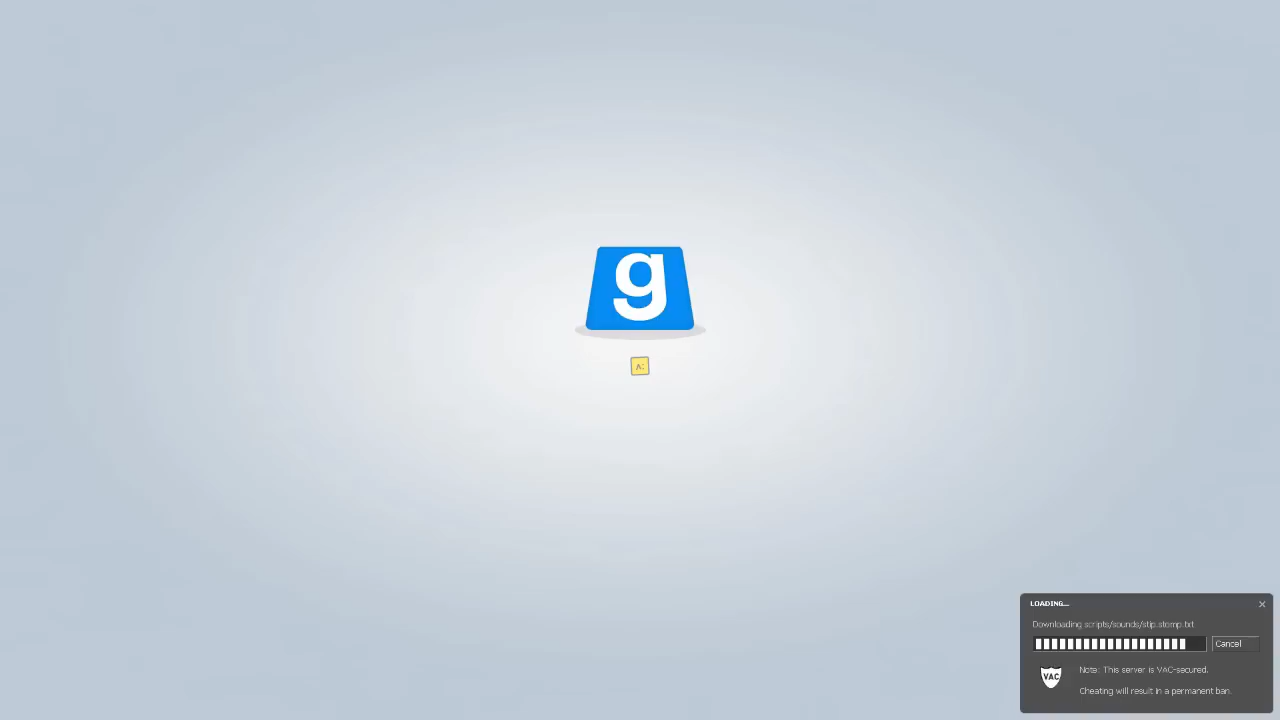 g
LOADING...
Downloading scripts/sounds/stip.stomp.txt
Cancel
VAC
Note: This server is VAC-secured.
Cheating will result in a permanent ban.